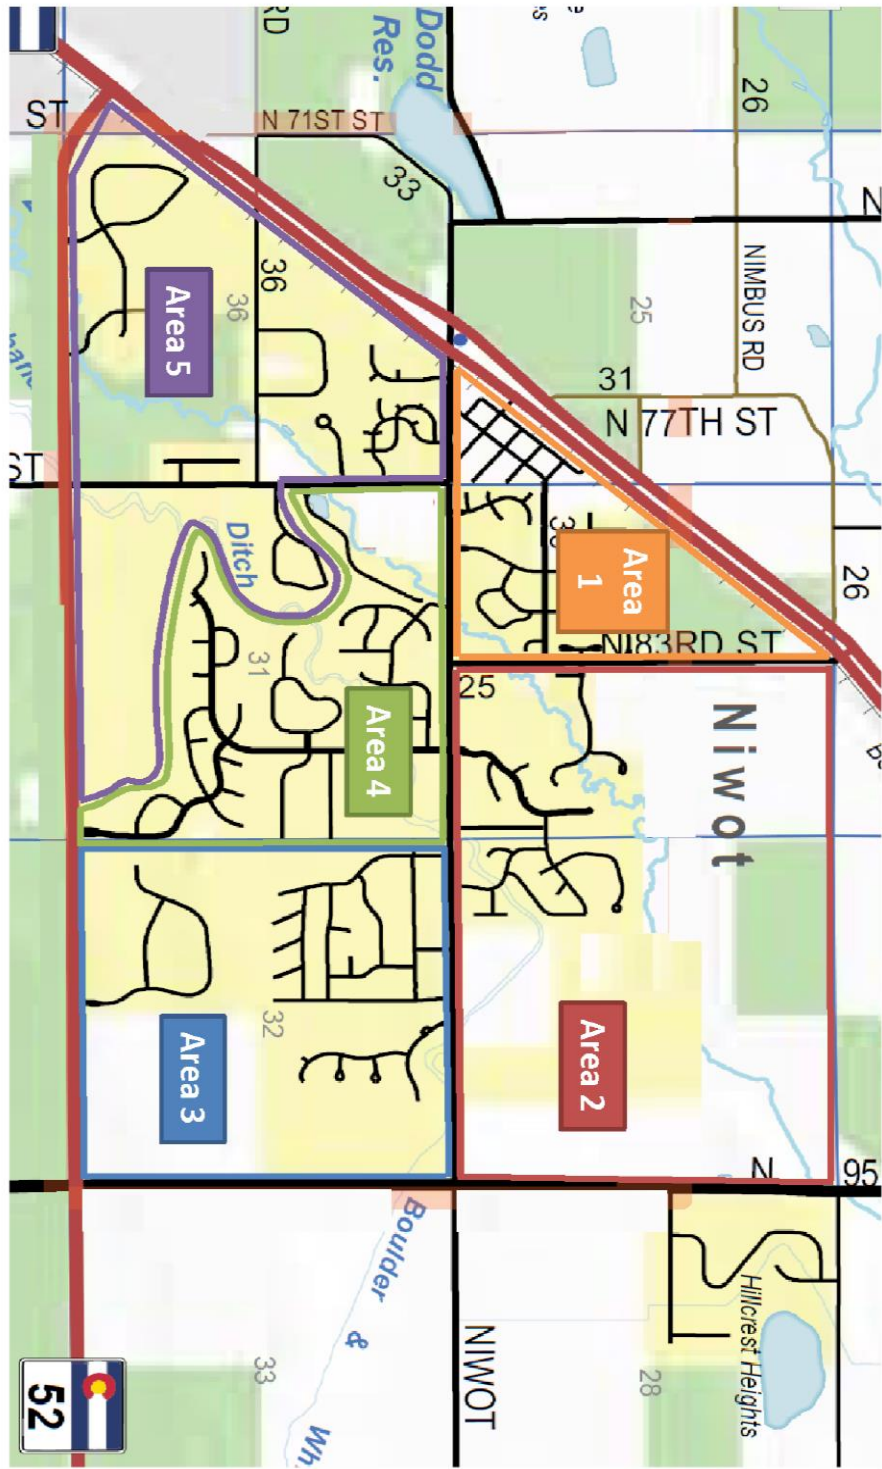 Dodd
Res.
RD
ST
N 71ST ST
33
26
N
NIMBUS RD
25
31
N 77TH ST
36
36
Area 5
ST
Ditch
26
Area
1
N 83RD ST
25
Niwot
31
Area 4
Area 2
Area 3
32
N
95
Boulder & Wh.
NIWOT
Hillcrest Heights
33
28
52